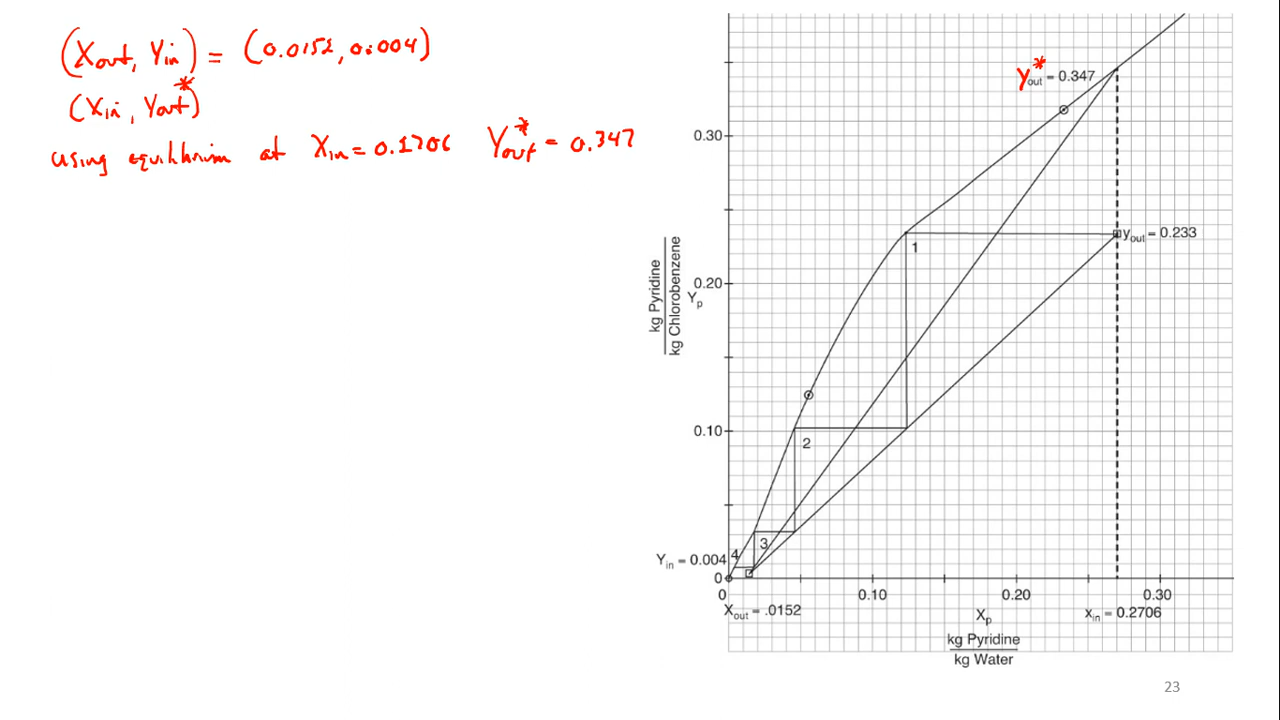 (Xout, Yin) = (0.0152, 0.004)
(Xin, Yout*)
using equilibrium at Xin = 0.1706 Yout* = 0.347
y*out = 0.347
0.30
yout = 0.233
1
kg Pyridine
kg Chlorobenzene
0.20
Yp
0.10
2
3
4
Yin = 0.004
0
0 0.10 0.20 0.30
Xout = .0152 Xp xin = 0.2706
kg Pyridine
kg Water
23